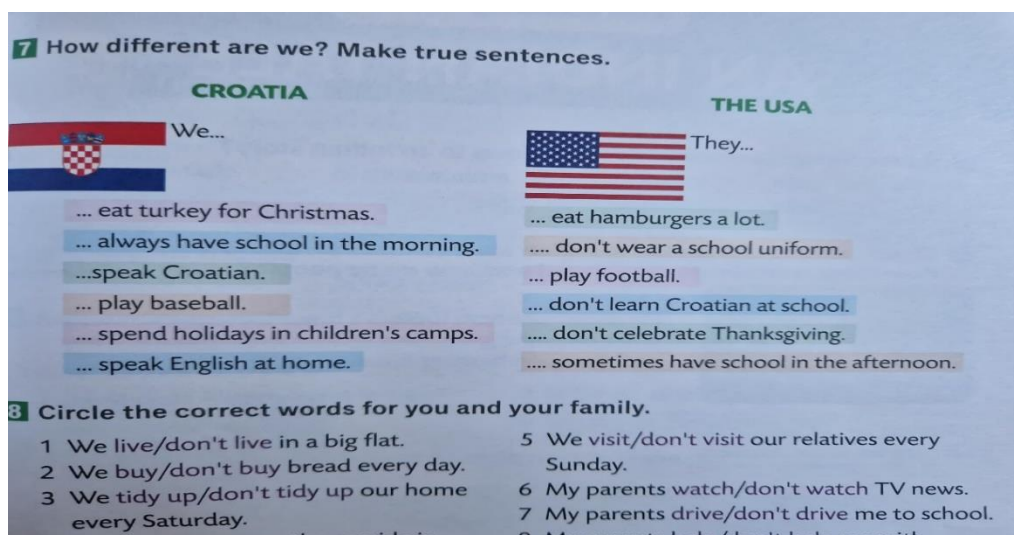 7 How different are we? Make true sentences.
CROATIA
We...
... eat turkey for Christmas.
... always have school in the morning.
...speak Croatian.
... play baseball.
... spend holidays in children's camps.
... speak English at home.
THE USA
They...
... eat hamburgers a lot.
.... don't wear a school uniform.
... play football.
... don't learn Croatian at school.
.... don't celebrate Thanksgiving.
.... sometimes have school in the afternoon.
8 Circle the correct words for you and your family.
1 We live/don't live in a big flat.
2 We buy/don't buy bread every day.
3 We tidy up/don't tidy up our home
every Saturday.
5 We visit/don't visit our relatives every
Sunday.
6 My parents watch/don't watch TV news.
7 My parents drive/don't drive me to school.